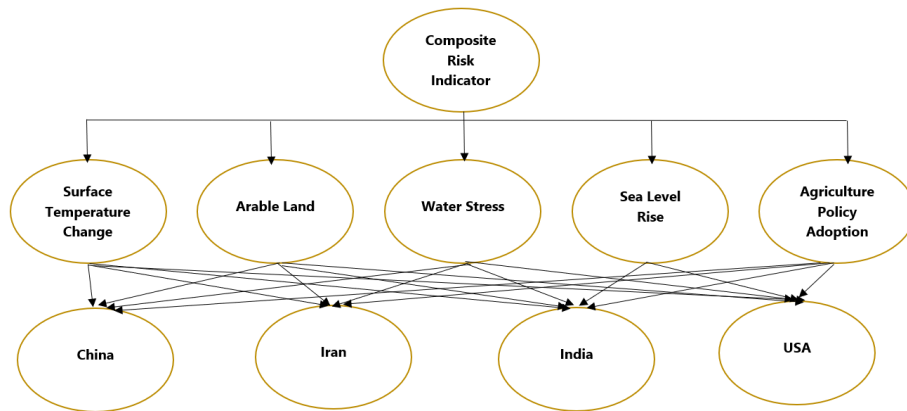 Composite
Risk
Indicator
Surface
Temperature
Change
Arable Land
Water Stress
Sea Level
Rise
Agriculture
Policy
Adoption
China
Iran
India
USA